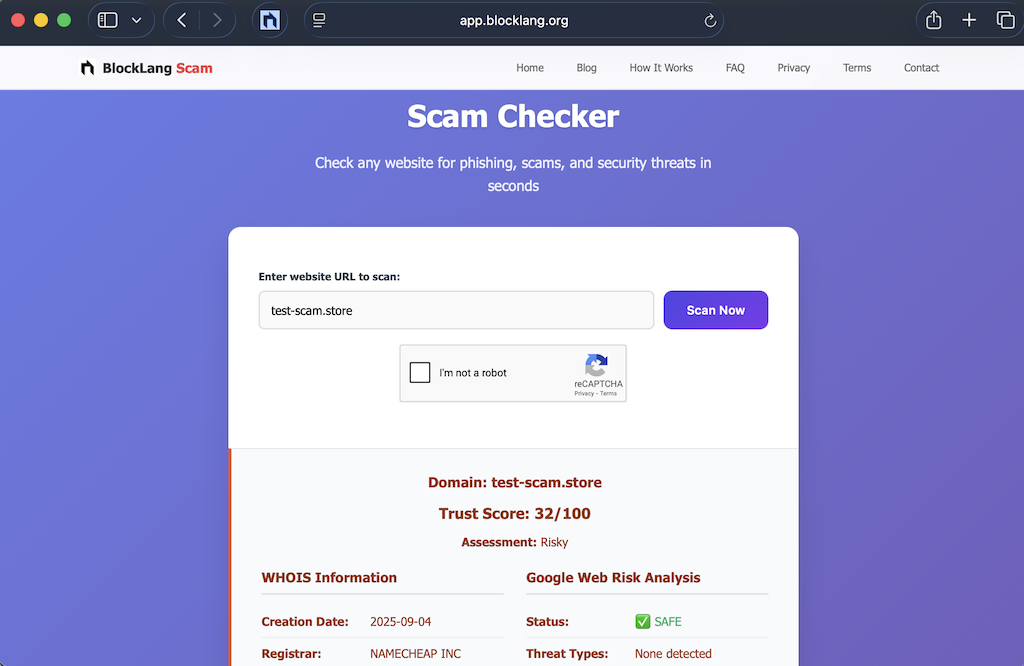 app.blocklang.org
BlockLang Scam
Home Blog How It Works FAQ Privacy Terms Contact
Scam Checker
Check any website for phishing, scams, and security threats in
seconds
Enter website URL to scan:
test-scam.store
Scan Now
I'm not a robot
reCAPTCHA
Privacy - Terms
Domain: test-scam.store
Trust Score: 32/100
Assessment: Risky
WHOIS Information
Creation Date: 2025-09-04
Registrar: NAMECHEAP INC
Google Web Risk Analysis
Status: ✅ SAFE
Threat Types: None detected